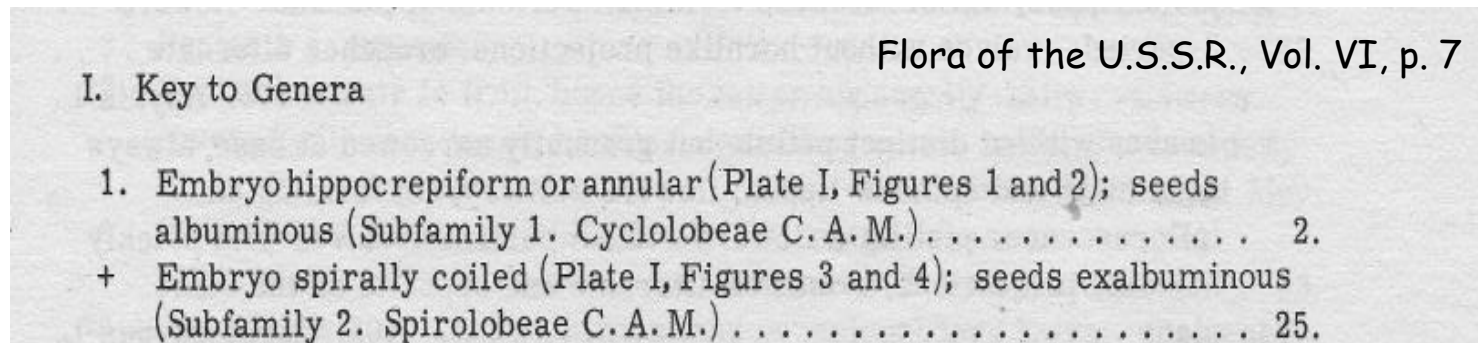 Flora of the U.S.S.R., Vol. VI, p. 7
I. Key to Genera
1. Embryo hippocrepiform or annular (Plate I, Figures 1 and 2); seeds
albuminous (Subfamily 1. Cyclolobeae C. A. M.) . . . . . . . . . . . . . . 2.
+ Embryo spirally coiled (Plate I, Figures 3 and 4); seeds exalbuminous
(Subfamily 2. Spirolobeae C. A. M.) . . . . . . . . . . . . . . . . . . . . . . . 25.